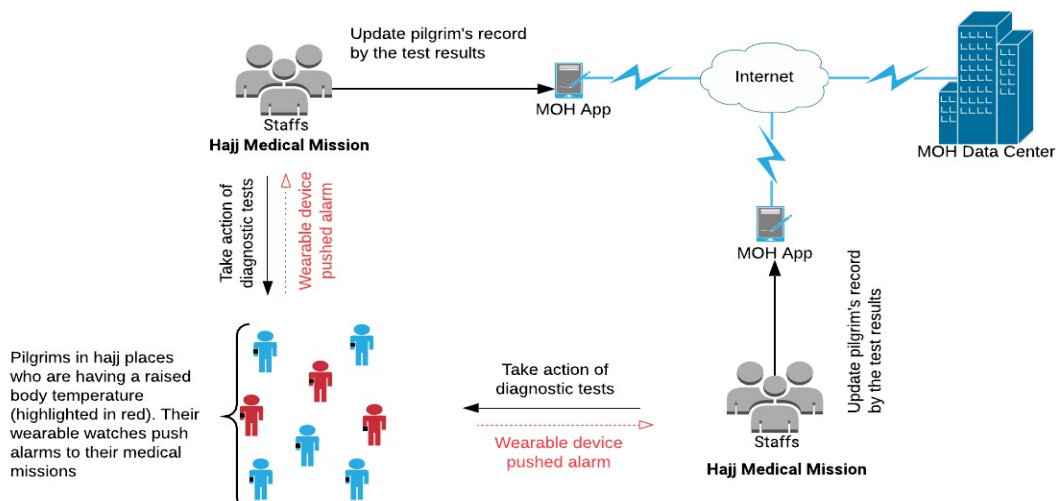 Update pilgrim's record
by the test results
Staffs
Hajj Medical Mission
MOH App
Internet
MOH Data Center
Take action of
diagnostic tests
Wearable device
pushed alarm
MOH App
Update pilgrim's record
by the test results
Pilgrims in hajj places
who are having a raised
body temperature
(highlighted in red). Their
wearable watches push
alarms to their medical
missions
Take action of
diagnostic tests
Wearable device
pushed alarm
Staffs
Hajj Medical Mission